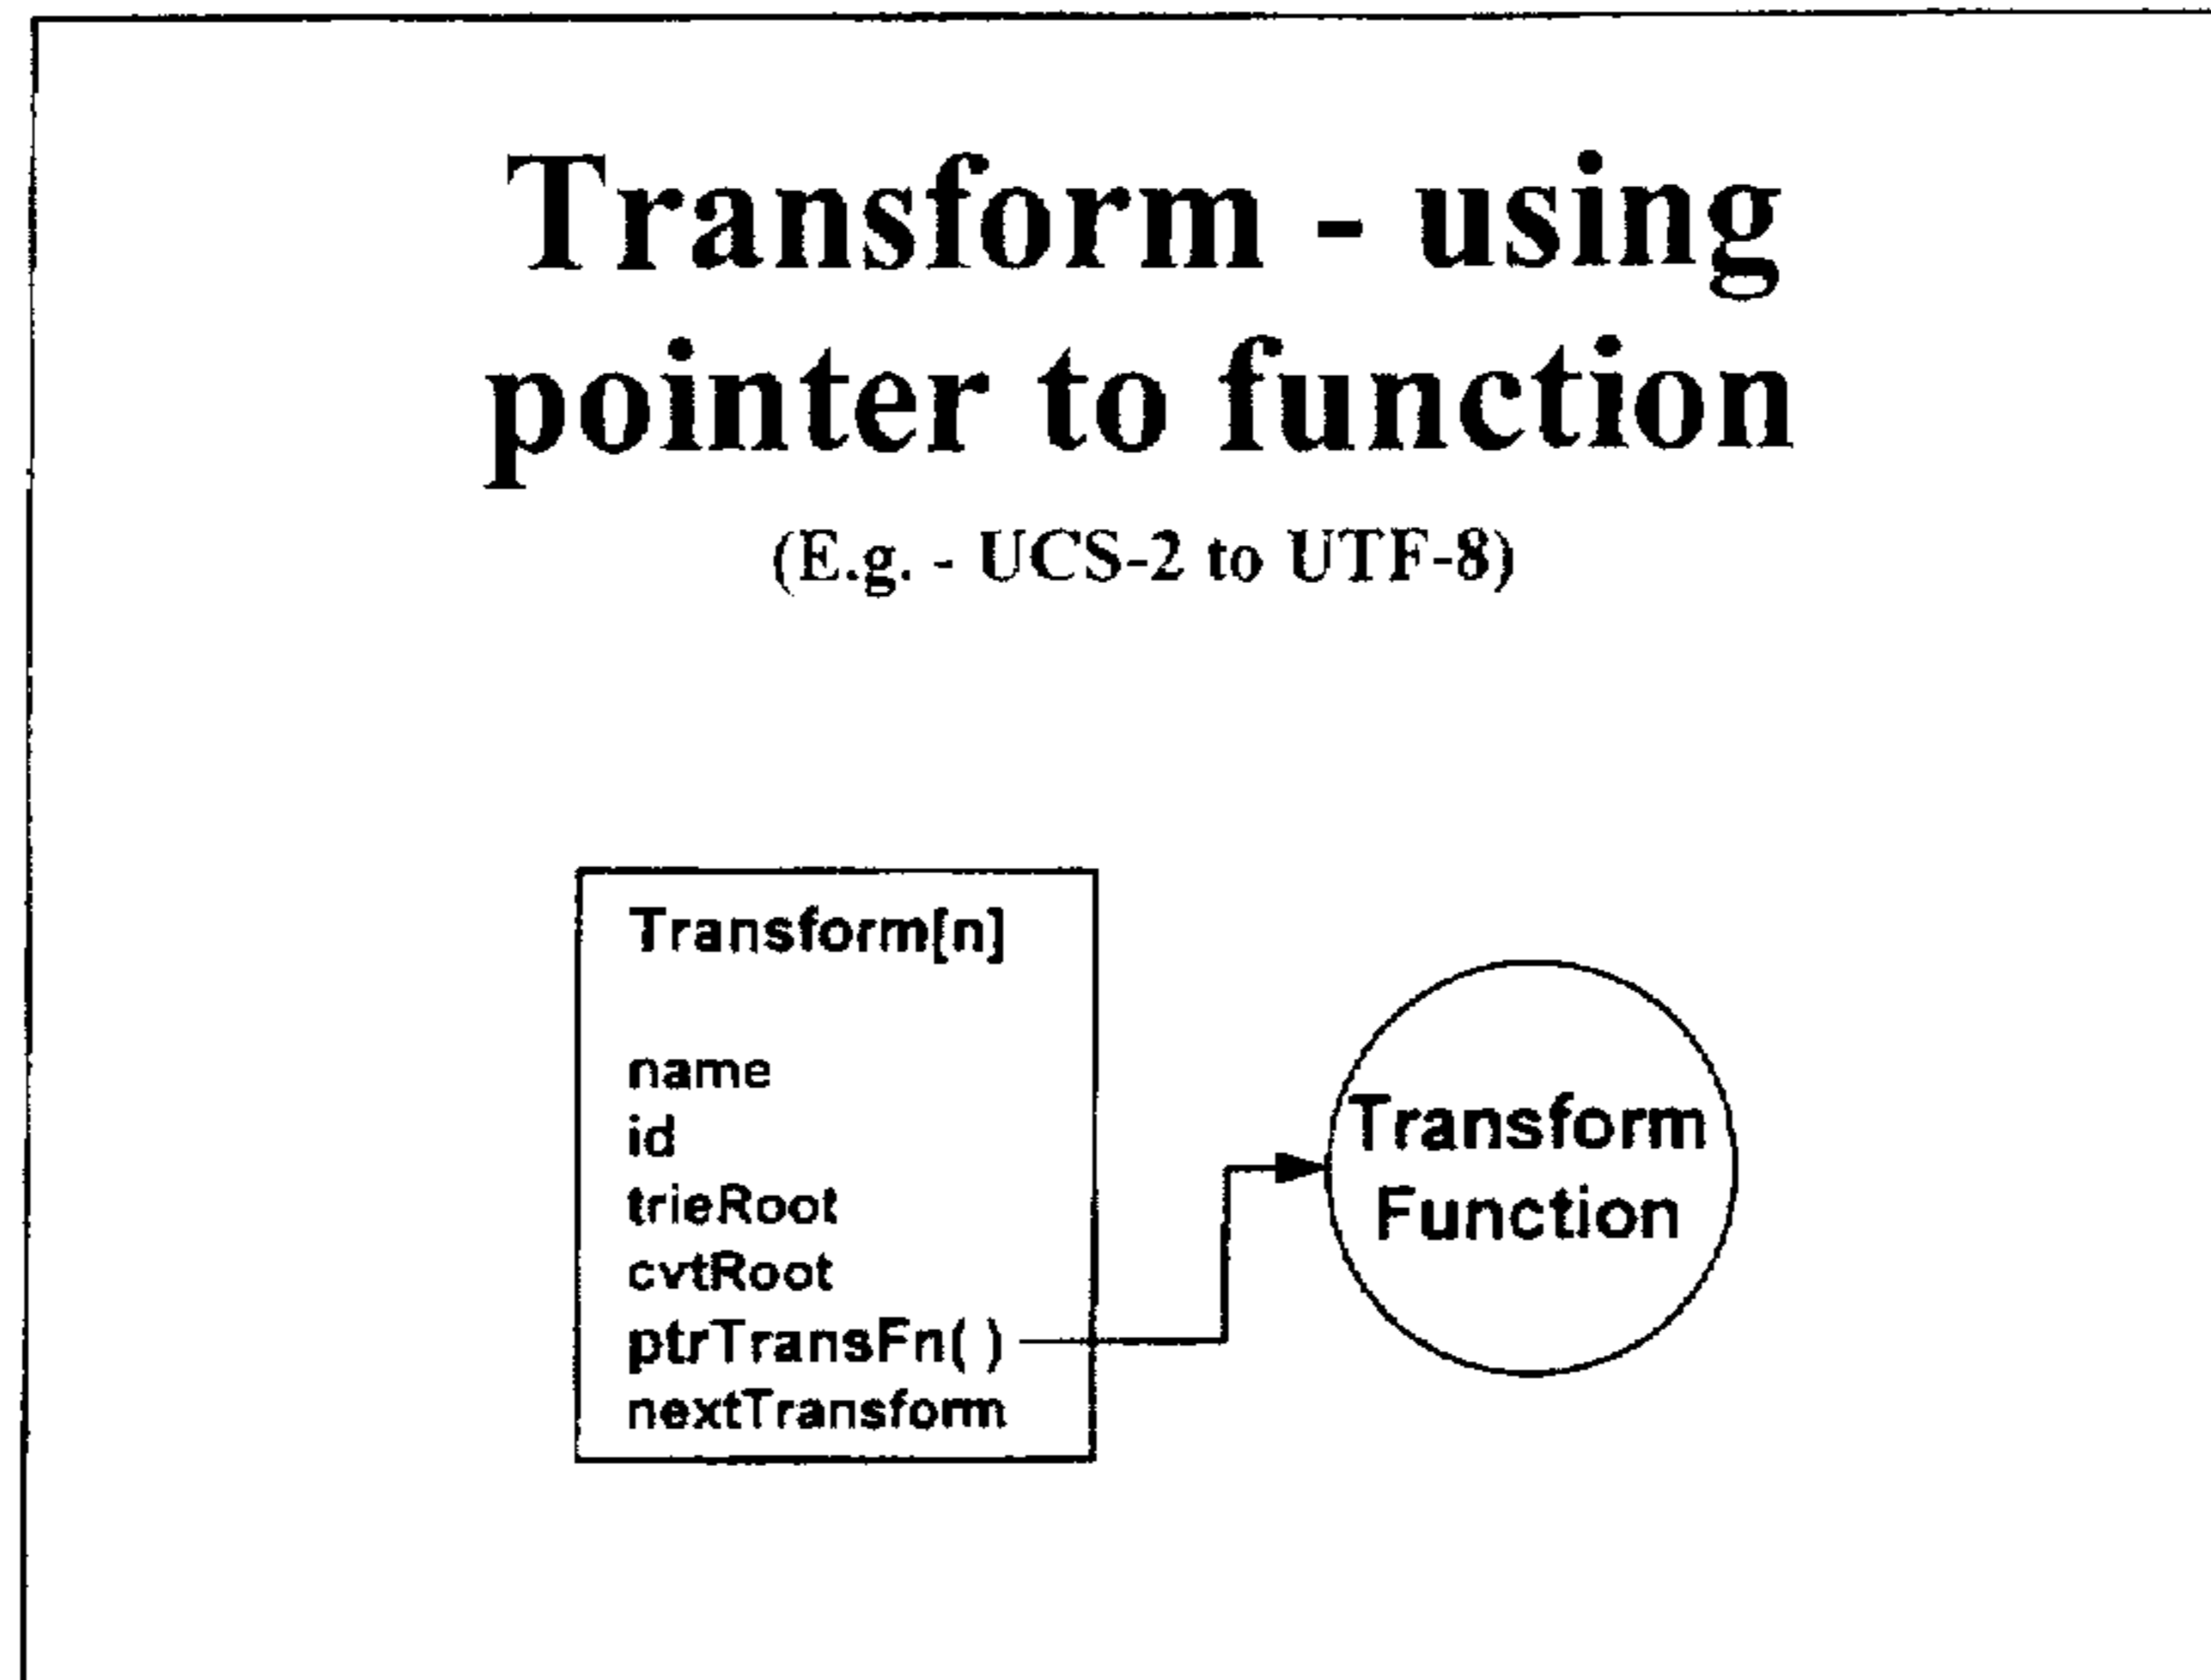 Transform - using
pointer to function
(E.g. - UCS-2 to UTF-8)
Transform[n]
name
id
trieRoot
cvtRoot
ptrTransFn( )
nextTransform
Transform
Function